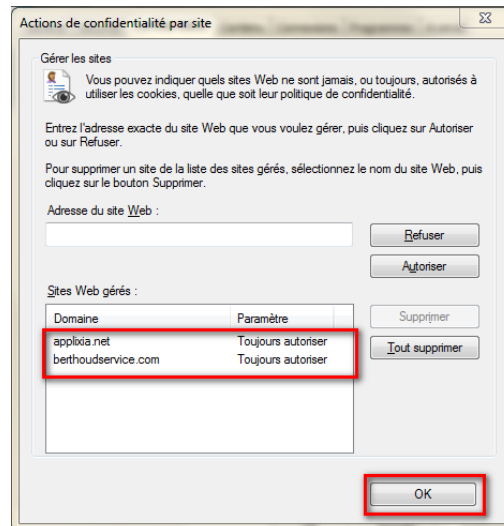 Actions de confidentialité par site
Gérer les sites
Vous pouvez indiquer quels sites Web ne sont jamais, ou toujours, autorisés à
utiliser les cookies, quelle que soit leur politique de confidentialité.
Entrez l'adresse exacte du site Web que vous voulez gérer, puis cliquez sur Autoriser
ou sur Refuser.
Pour supprimer un site de la liste des sites gérés, sélectionnez le nom du site Web, puis
cliquez sur le bouton Supprimer.
Adresse du site Web :
Refuser
Autoriser
Sites Web gérés :
Domaine Paramètre
Supprimer
applixia.net Toujours autoriser
Tout supprimer
berthoudservice.com Toujours autoriser
OK